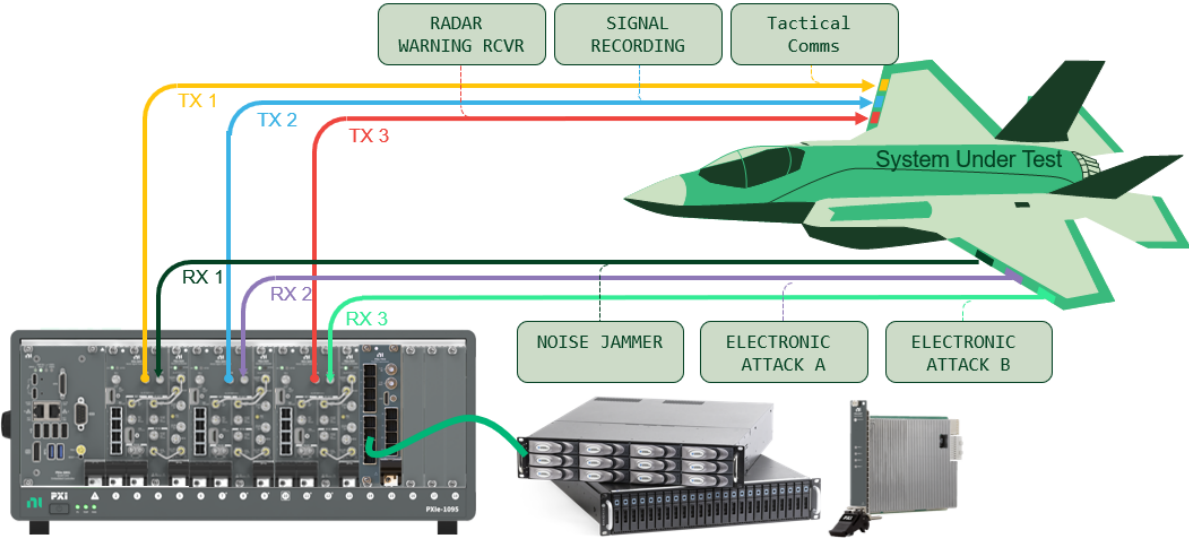 RADAR
WARNING RCVR
SIGNAL
RECORDING
Tactical
Comms
TX 1
TX 2
TX 3
System Under Test
RX 1
RX 2
RX 3
NOISE JAMMER
ELECTRONIC
ATTACK A
ELECTRONIC
ATTACK B
PXI
PXIe-1095